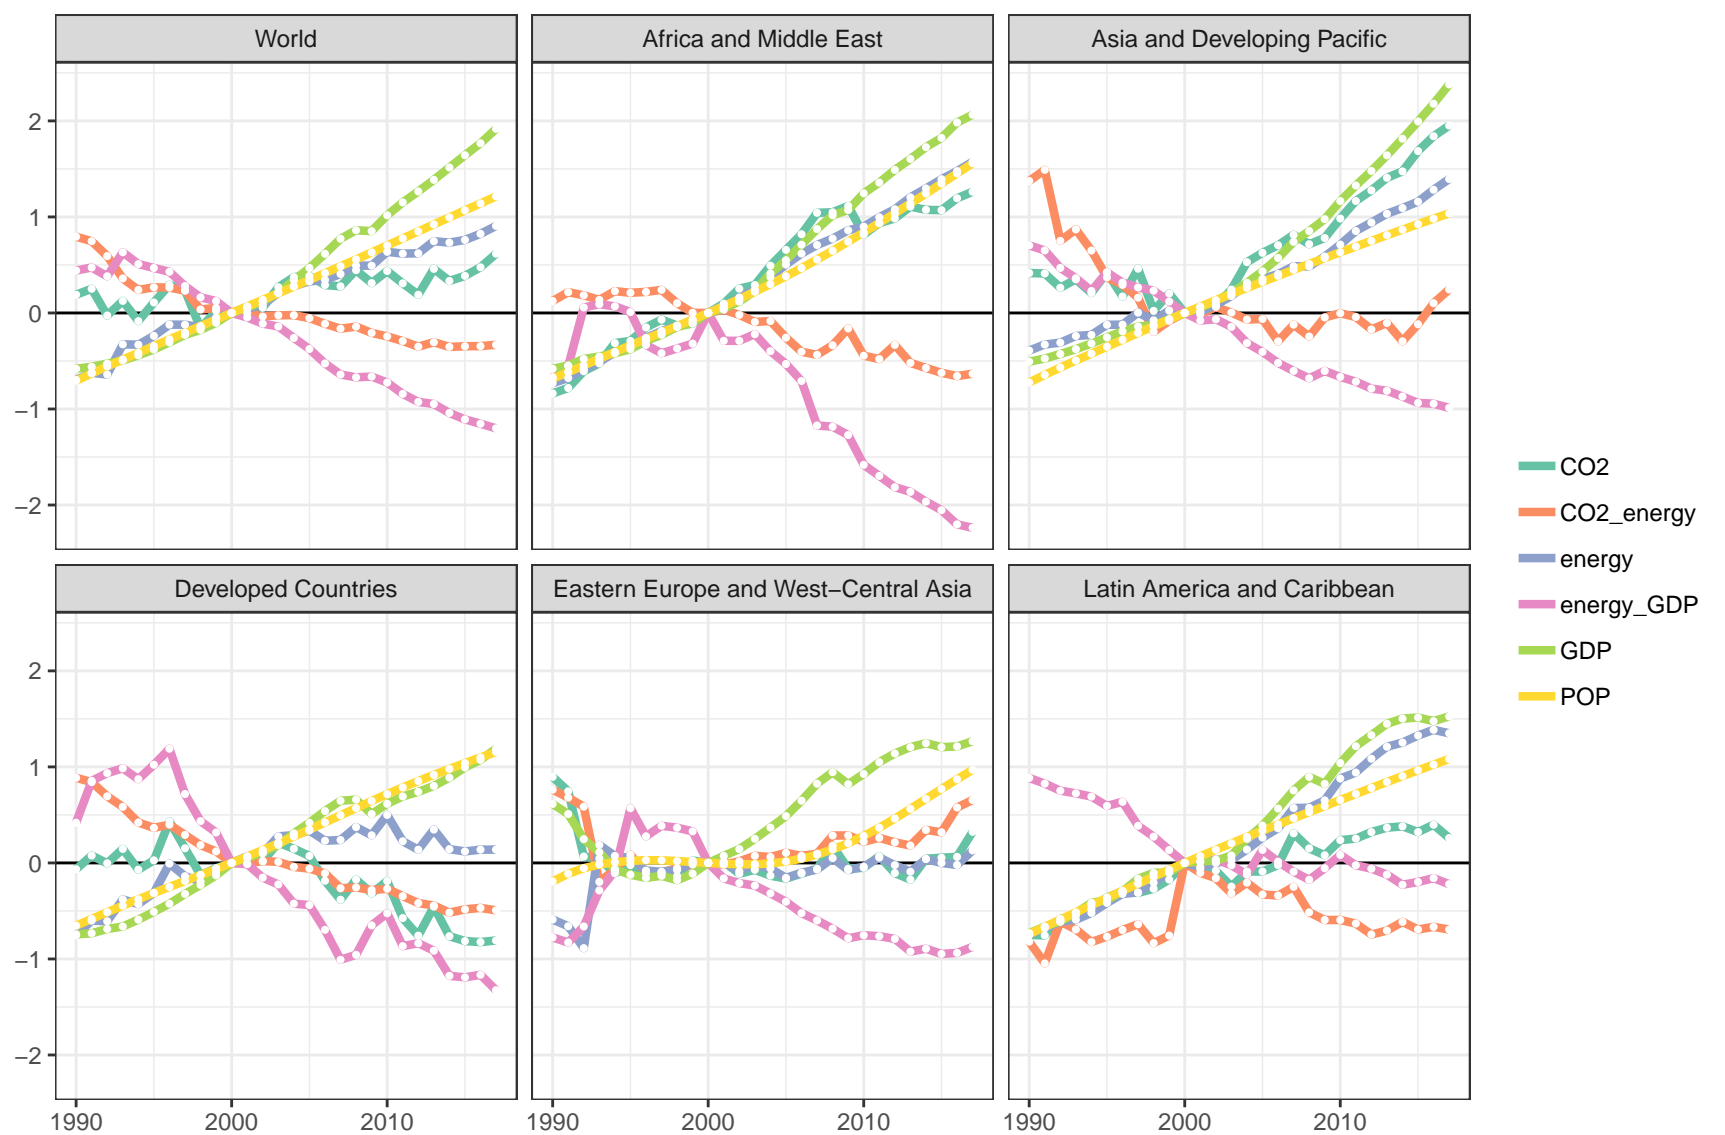 World
Africa and Middle East
Asia and Developing Pacific
2
1
0
−1
−2
Developed Countries
Eastern Europe and West−Central Asia
Latin America and Caribbean
2
1
0
−1
−2
1990 2000 2010
1990 2000 2010
1990 2000 2010
CO2
CO2_energy
energy
energy_GDP
GDP
POP